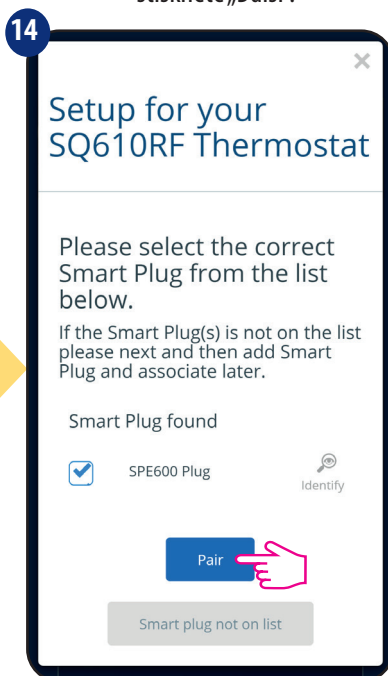 stiskněte „Další“.
14
×
Setup for your
SQ610RF Thermostat
Please select the correct
Smart Plug from the list
below.
If the Smart Plug(s) is not on the list
please next and then add Smart
Plug and associate later.
Smart Plug found
SPE600 Plug
Identify
Pair
Smart plug not on list